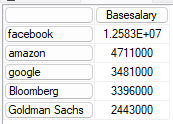 Basesalary
facebook 1.2583E+07
amazon 4711000
google 3481000
Bloomberg 3396000
Goldman Sachs 2443000